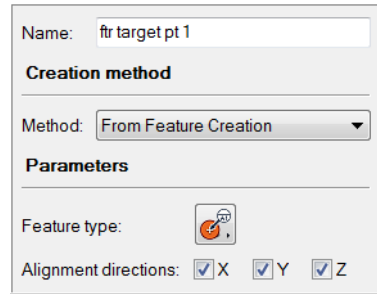 Name: ftr target pt 1
Creation method
Method: From Feature Creation
Parameters
Feature type:
Alignment directions: X Y Z